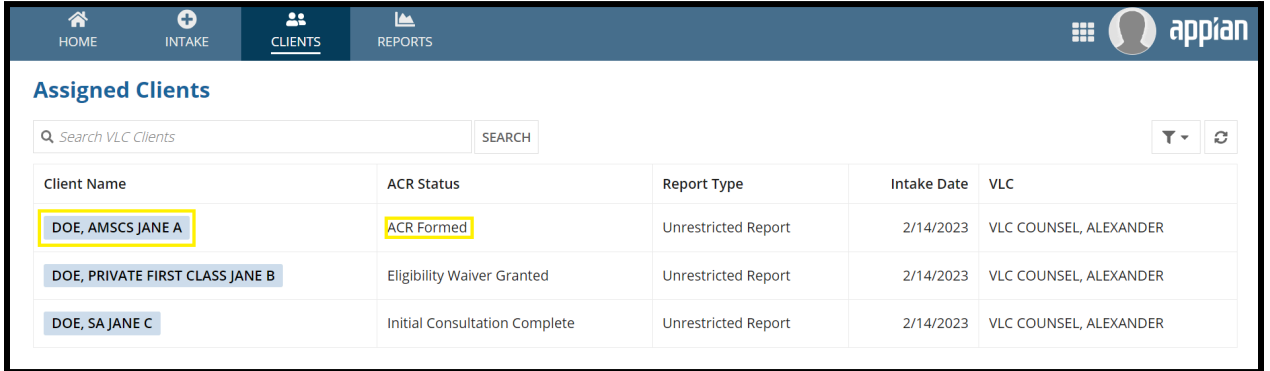 HOME INTAKE CLIENTS REPORTS appian
Assigned Clients
Search VLC Clients SEARCH
Client Name ACR Status Report Type Intake Date VLC
DOE, AMSCS JANE A ACR Formed Unrestricted Report 2/14/2023 VLC COUNSEL, ALEXANDER
DOE, PRIVATE FIRST CLASS JANE B Eligibility Waiver Granted Unrestricted Report 2/14/2023 VLC COUNSEL, ALEXANDER
DOE, SA JANE C Initial Consultation Complete Unrestricted Report 2/14/2023 VLC COUNSEL, ALEXANDER